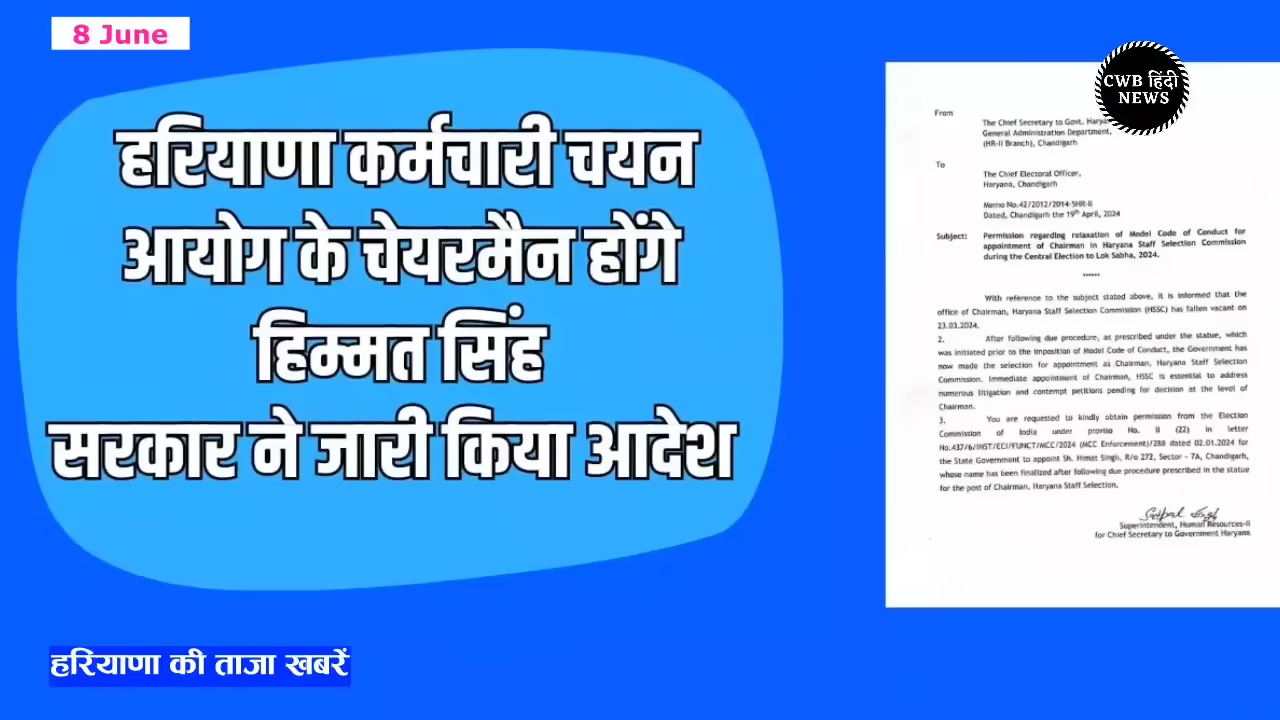 8 June
हरियाणा कर्मचारी चयन
आयोग के चेयरमैन होंगे
हिम्मत सिंह
सरकार ने जारी किया आदेश
हरियाणा की ताजा खबरें
CWB हिंदी
NEWS
From
The Chief Secretary to Govt. Harya
General Administration Department,
(HR-II Branch), Chandigarh
To
The Chief Electoral Officer,
Haryana, Chandigarh
Memo No.42/2012/2014-5HR-II
Dated, Chandigarh the 19th April, 2024
Subject: Permission regarding relaxation of Model Code of Conduct for
appointment of Chairman in Haryana Staff Selection Commission
during the Central Election to Lok Sabha, 2024.
******
With reference to the subject stated above, it is informed that the
office of Chairman, Haryana Staff Selection Commission (HSSC) has fallen vacant on
23.03.2024.
2. After following due procedure, as prescribed under the statue, which
was initiated prior to the imposition of Model Code of Conduct, the Government has
now made the selection for appointment as Chairman, Haryana Staff Selection
Commission. Immediate appointment of Chairman, HSSC is essential to address
numerous litigation and contempt petitions pending for decision at the level of
Chairman.
3. You are requested to kindly obtain permission from the Election
Commission of India under proviso No. II (22) in letter
No.437/6/INST/ECI/FUNCT/MCC/2024 (MCC Enforcement)/288 dated 02.01.2024 for
the State Government to appoint Sh. Himat Singh, R/o 272, Sector - 7A, Chandigarh,
whose name has been finalized after following due procedure prescribed in the statue
for the post of Chairman, Haryana Staff Selection.
Satpal Singh
Superintendent, Human Resources-II
for Chief Secretary to Government Haryana